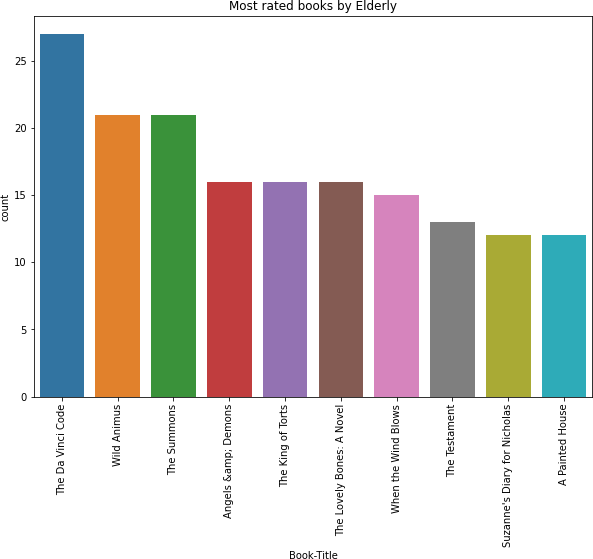 Most rated books by Elderly
count
25
20
15
10
5
0
The Da Vinci Code
Wild Animus
The Summons
Angels &amp; Demons
The King of Torts
The Lovely Bones: A Novel
When the Wind Blows
The Testament
Suzanne's Diary for Nicholas
A Painted House
Book-Title